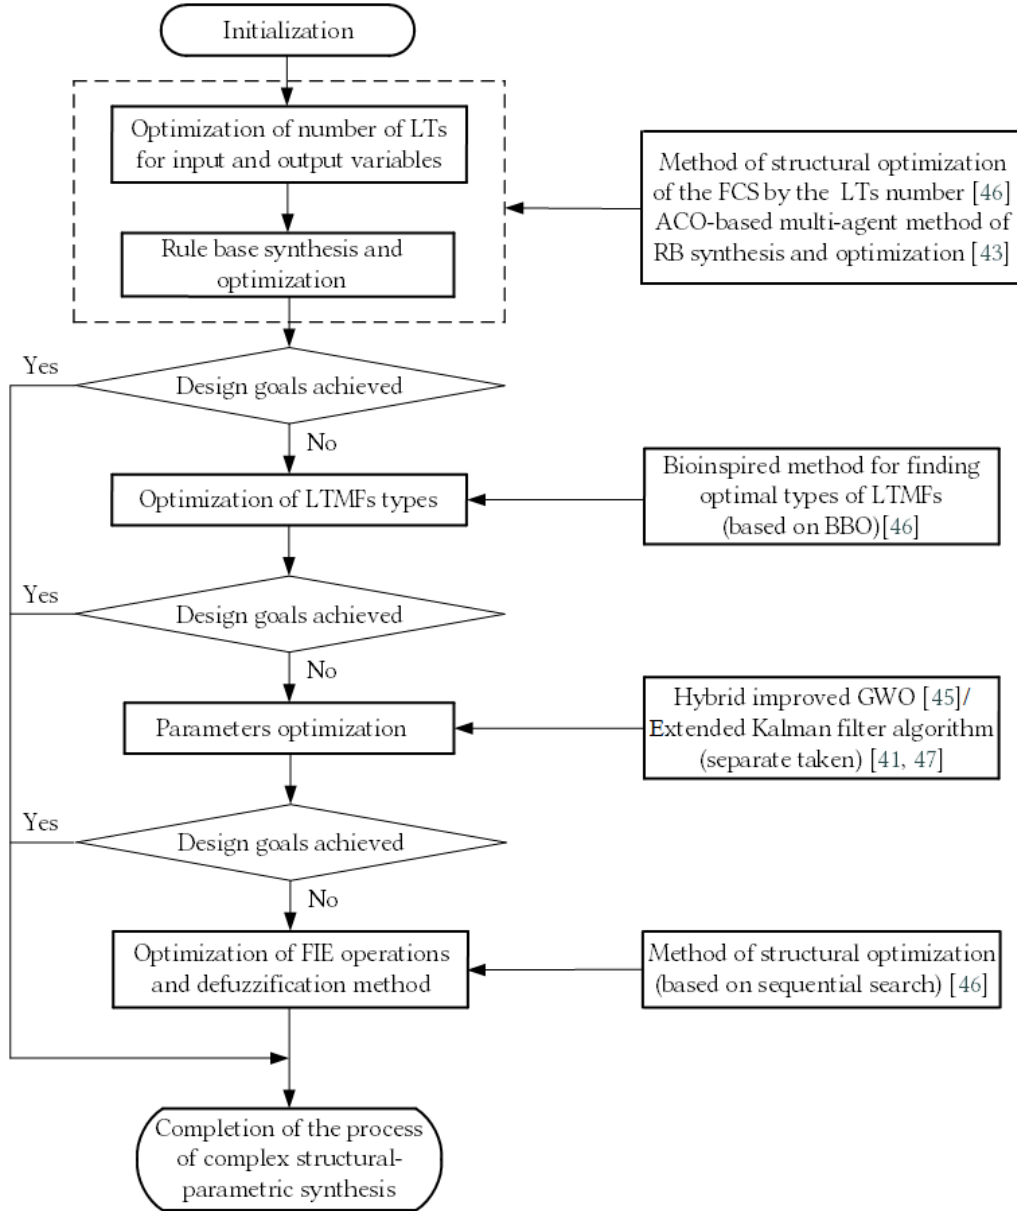 Initialization
Optimization of number of LTs
for input and output variables
Method of structural optimization
of the FCS by the LTs number [46]
ACO-based multi-agent method of
RB synthesis and optimization [43]
Rule base synthesis and
optimization
Yes
Design goals achieved
No
Optimization of LTMFs types
Bioinspired method for finding
optimal types of LTMFs
(based on BBO)[46]
Yes
Design goals achieved
No
Parameters optimization
Hybrid improved GWO [45]/
Extended Kalman filter algorithm
(separate taken) [41, 47]
Yes
Design goals achieved
No
Optimization of FIE operations
and defuzzification method
Method of structural optimization
(based on sequential search) [46]
Completion of the process
of complex structural-
parametric synthesis